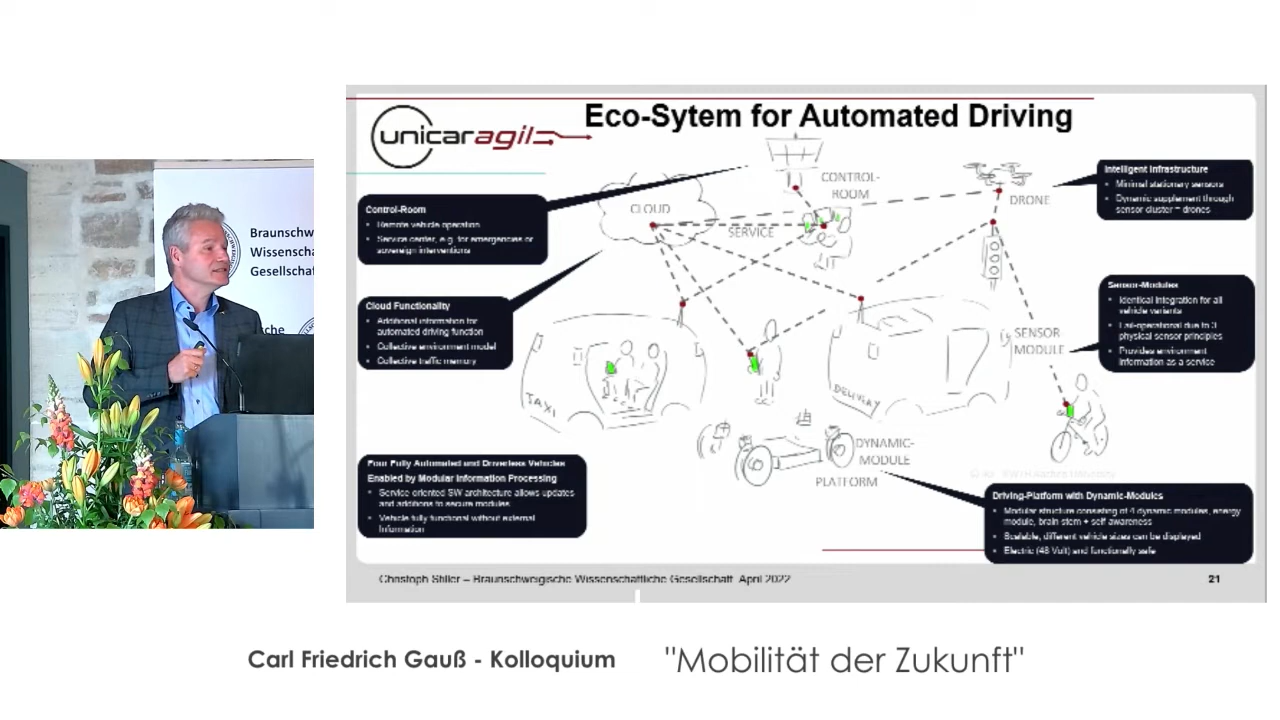 Braunschw
Wissenscha
Gesellschaf
sche
unicaragil
Eco-Sytem for Automated Driving
Control-Room
Remote vehicle operation
Service center, e.g. for emergencies or
sovereign interventions
Cloud Functionality
Additional information for
automated driving function
Collective environment model
Collective traffic memory
Four Fully Automated and Driverless Vehicles
Enabled by Modular Information Processing
Service oriented SW architecture allows updates
and additions to secure modules
Vehicle fully functional without external
Information
CLOUD
SERVICE
CONTROL-
ROOM
DRONE
SENSOR
MODULE
TAXI
DELIVERY
DYNAMIC-
MODULE
PLATFORM
Intelligent Infrastructure
Minimal stationary sensors
Dynamic supplement through
sensor cluster = drones
Sensor-Modules
Identical Integration for all
vehicle variants
Fail-operational due to 3
physical sensor principles
Provides environment
Information as a service
RWTH Aachen University
Driving-Platform with Dynamic-Modules
Modular structure consisting of 4 dynamic modules, energy
module, brain stem + self awareness
Scalable, different vehicle sizes can be displayed
Electric (48 Volt) and functionally safe
Christoph Stiller – Braunschweigische Wissenschaftliche Gesellschaft April 2022
21
Carl Friedrich Gauß - Kolloquium
"Mobilität der Zukunft"